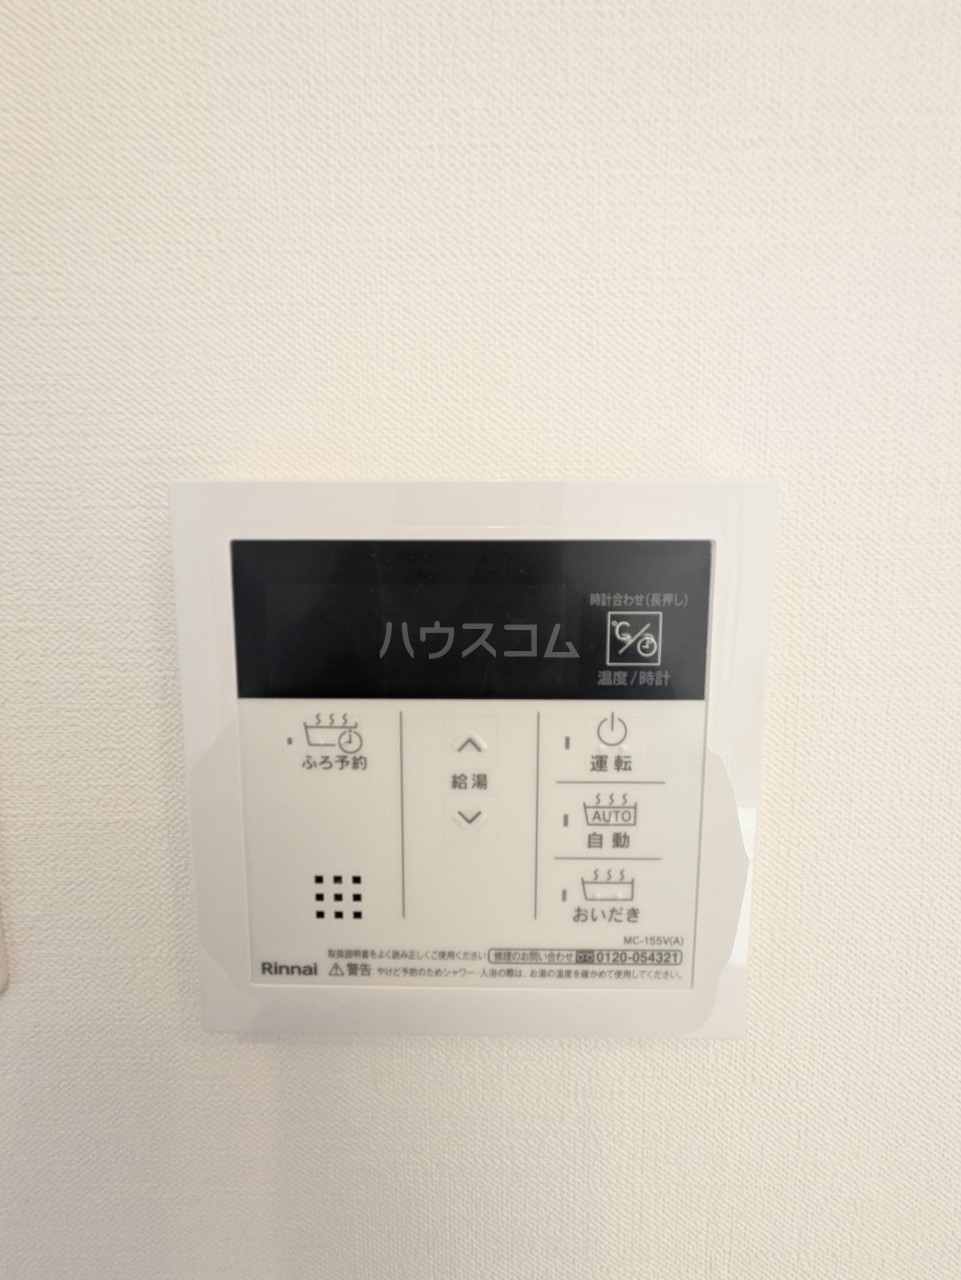 時計合わせ(長押し)
℃/
温度/時計
ハウスコム
ふろ予約
給湯
運転
AUTO
自動
おいだき
MC-155V(A)
取扱説明書をよく読み正しくご使用ください 修理のお問い合わせ 0120-054321
Rinnai 警告 やけど予防のためシャワー・入浴の際は、お湯の温度を確かめて使用してください。